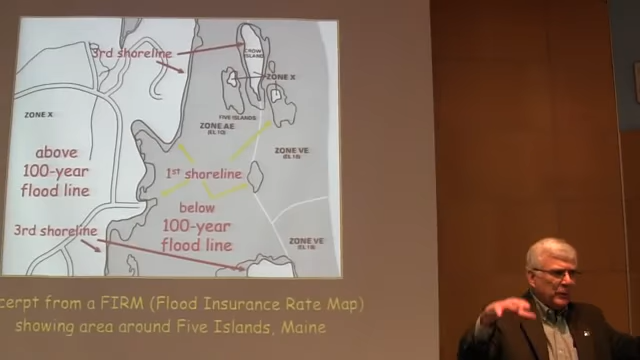 3rd shoreline
CROW
ISLAND
ZONE X
ZONE X
FIVE ISLANDS
ZONE AE
above
100-year
flood line
1st shoreline
ZONE VE
below
100-year
flood line
3rd shoreline
ZONE VE
cerpt from a FIRM (Flood Insurance Rate Map)
showing area around Five Islands, Maine